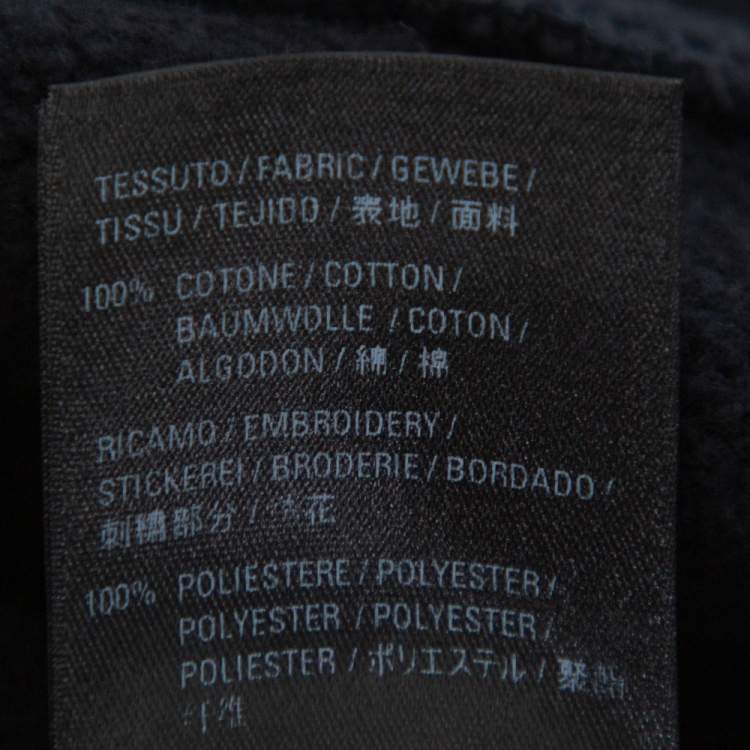 TESSUTO / FABRIC / GEWEBE /
TISSU / TEJIDO / 表地 / 面料
100% COTONE / COTTON /
BAUMWOLLE / COTON /
ALGODON / 綿 / 棉
RICAMO / EMBROIDERY /
STICKEREI / BRODERIE / BORDADO /
刺繍部分 / 花
100% POLIESTERE / POLYESTER /
POLYESTER / POLYESTER /
POLIESTER / ポリエステル / 聚酯
纤维